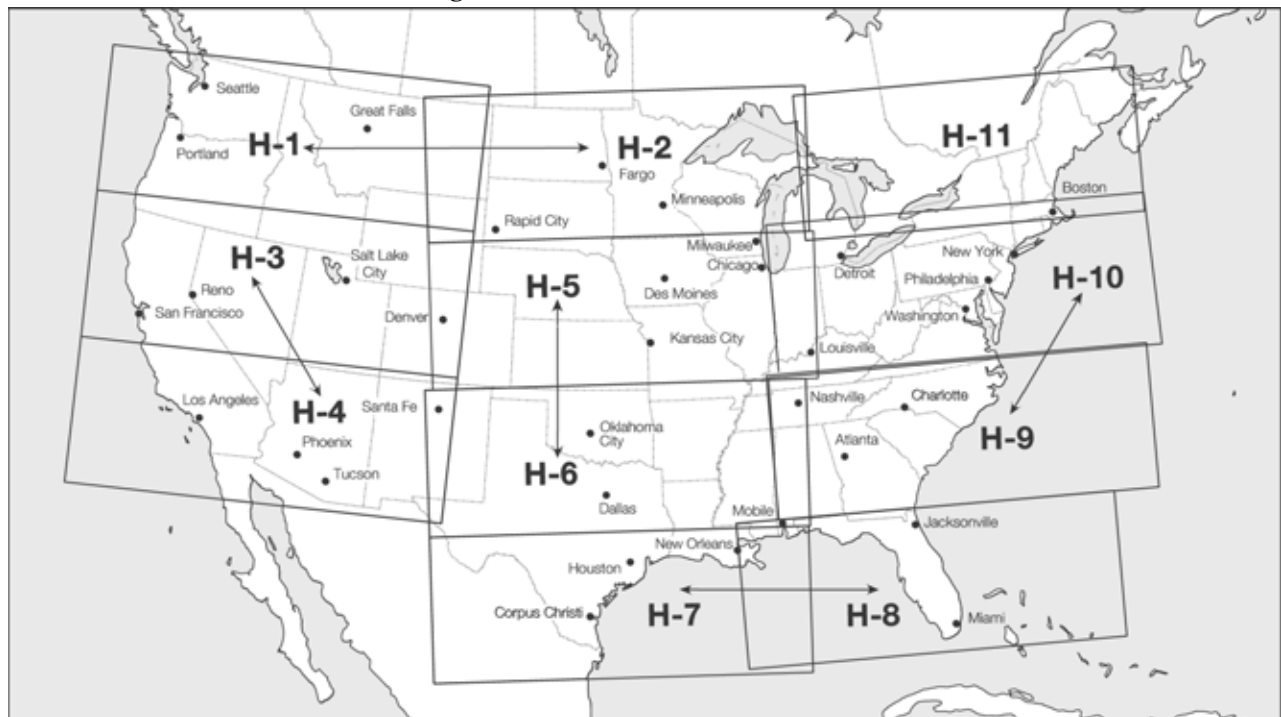 Seattle
Great Falls
Portland
H-1
H-2
Fargo
H-11
Boston
Minneapolis
Rapid City
Milwaukee
Chicago
Detroit
New York
Philadelphia
H-10
Washington
H-3
Salt Lake
City
Reno
San Francisco
Denver
H-5
Des Moines
Kansas City
Louisville
Los Angeles
H-4
Santa Fe
Phoenix
Tucson
Oklahoma
City
H-6
Dallas
Nashville
Charlotte
Atlanta
H-9
Mobile
Jacksonville
New Orleans
Houston
Corpus Christi
H-7
H-8
Miami